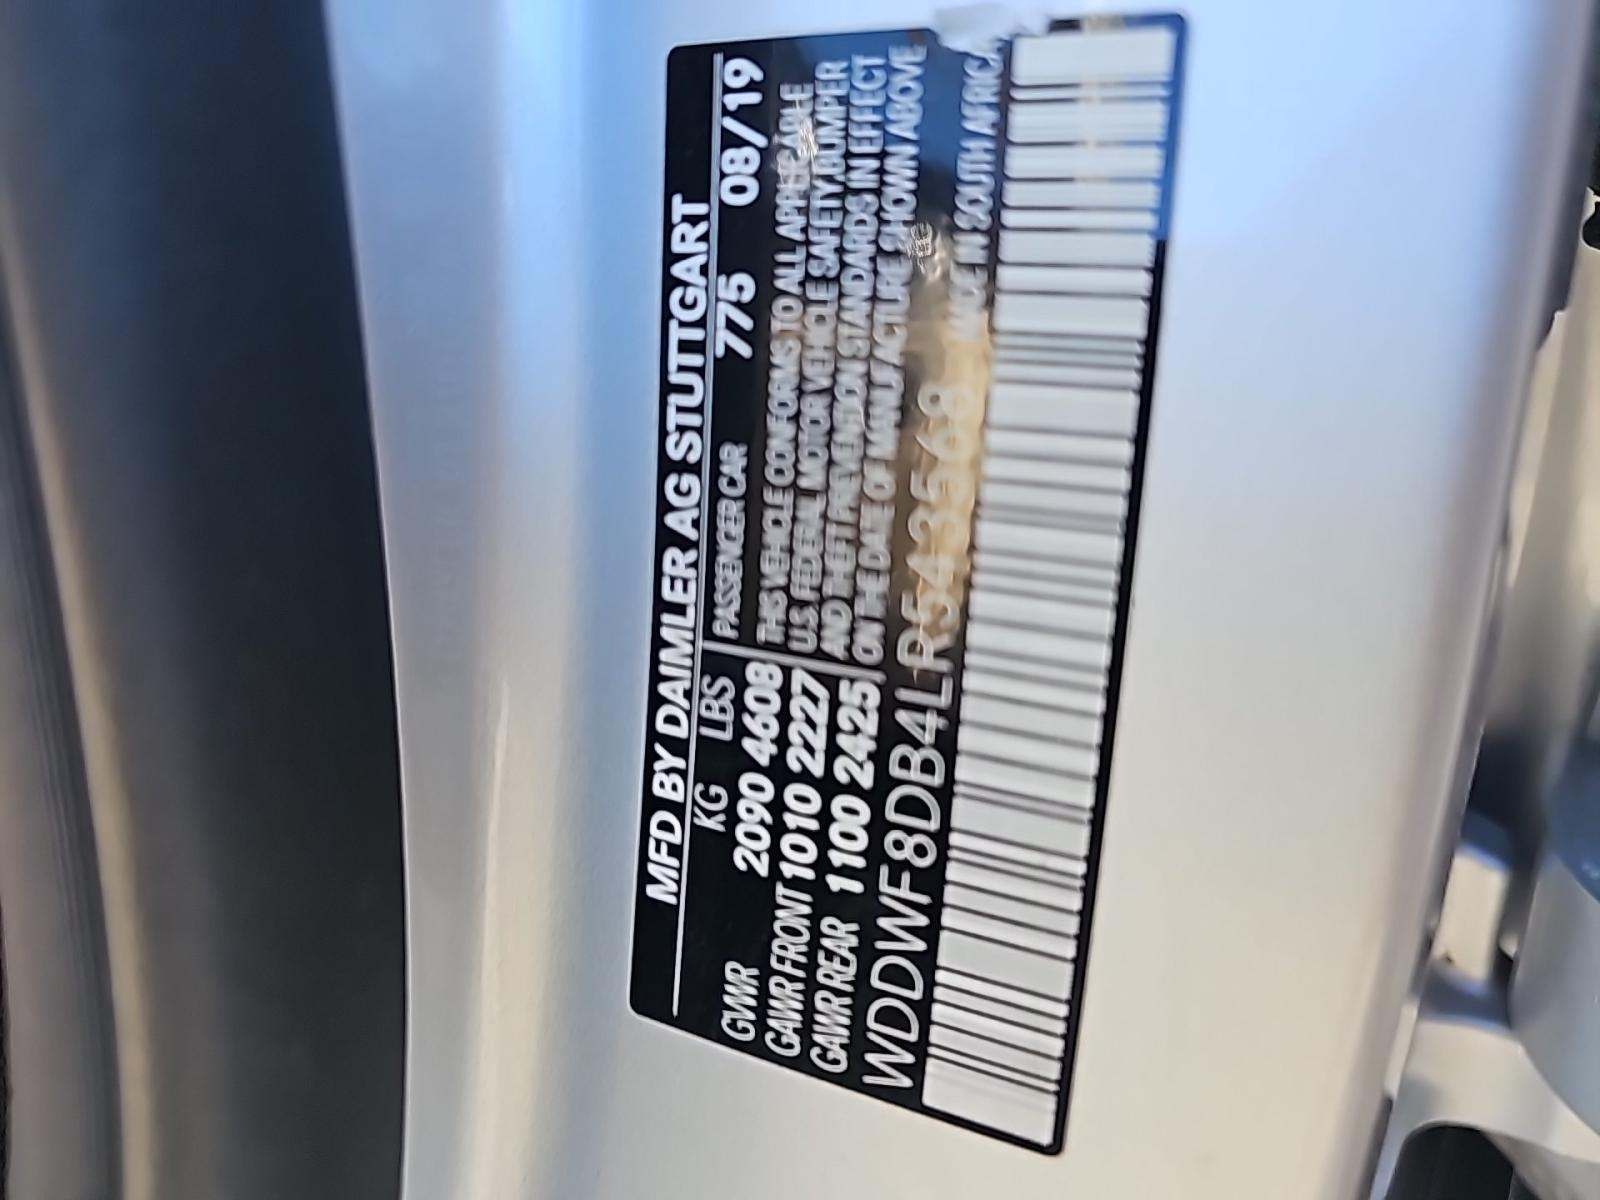 MFD BY DAIMLER AG STUTTGART
KG LBS PASSENGER CAR 775 08/19
GVWR 2090 4608
GAWR FRONT 1010 2227
GAWR REAR 1100 2425
THIS VEHICLE CONFORMS TO ALL APPLICABLE
U.S. FEDERAL MOTOR VEHICLE SAFETY, BUMPER
AND THEFT PREVENTION STANDARDS IN EFFECT
ON THE DATE OF MANUFACTURE SHOWN ABOVE
WDDWF8DB4LR543568
MADE IN SOUTH AFRICA